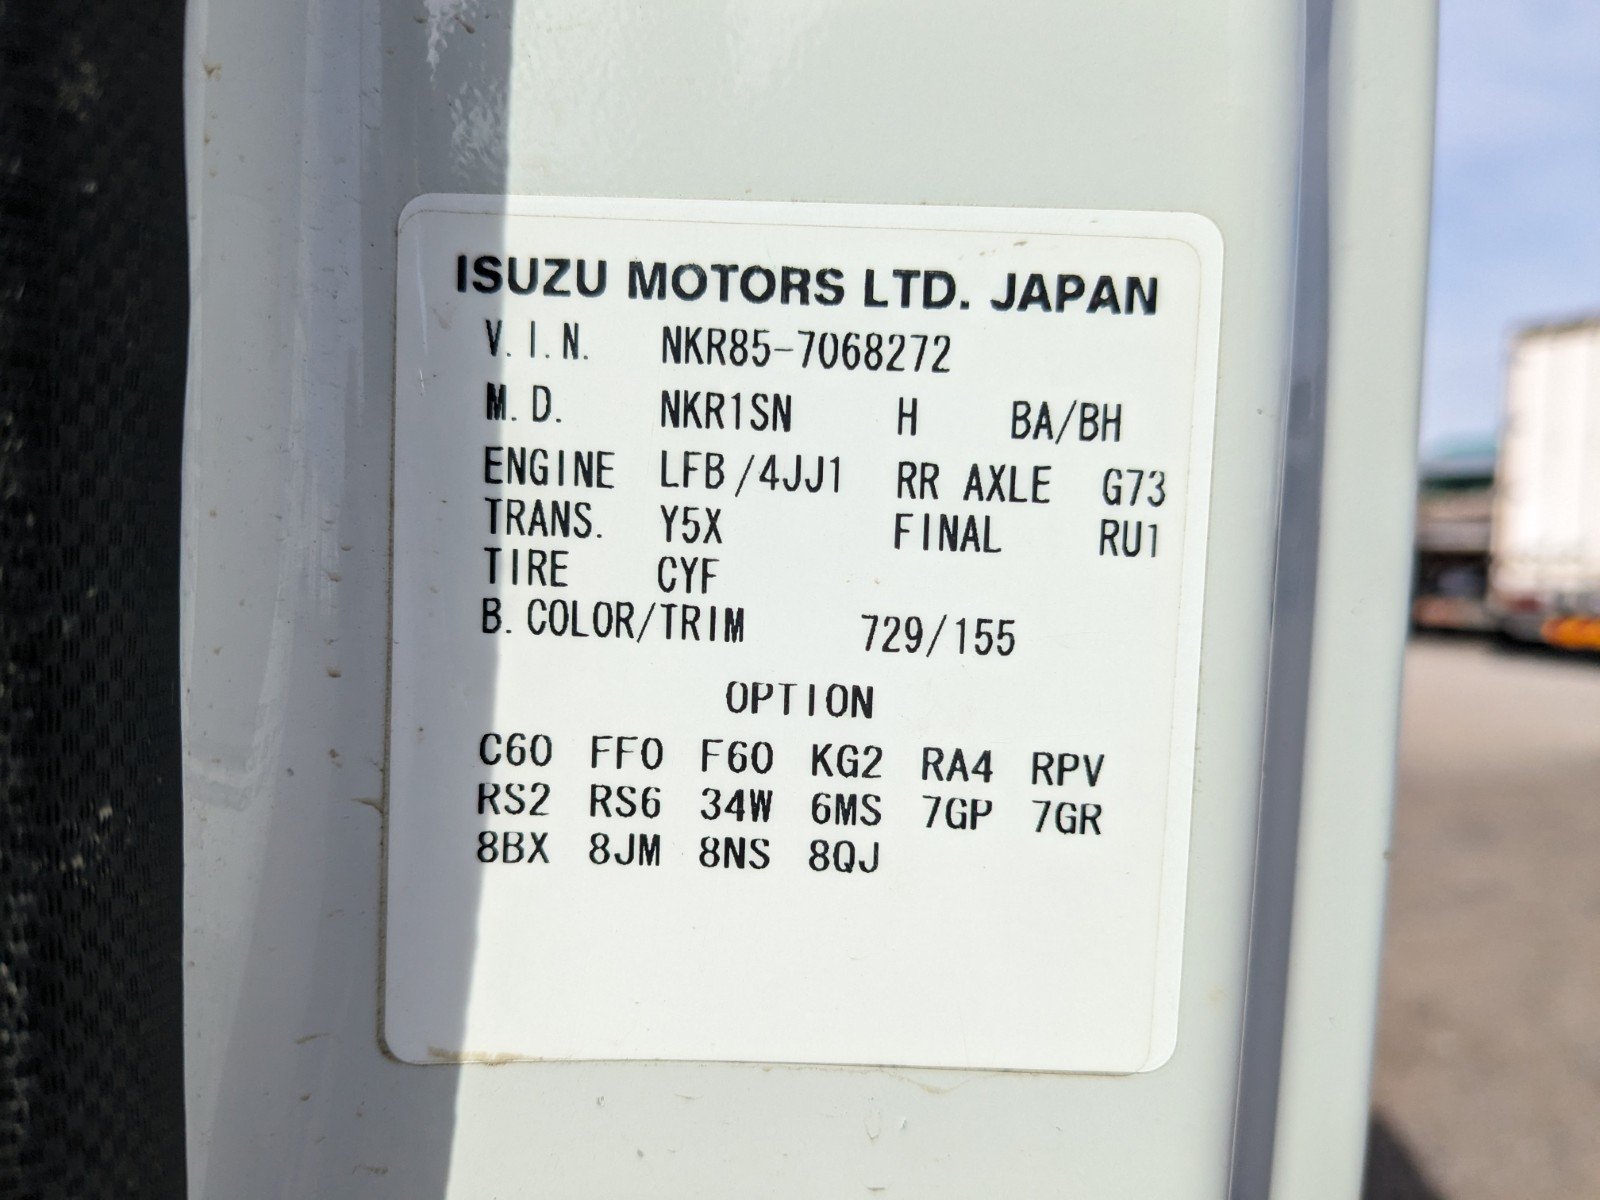 ISUZU MOTORS LTD. JAPAN
V.I.N. NKR85-7068272
M.D. NKR1SN H BA/BH
ENGINE LFB/4JJ1 RR AXLE G73
TRANS. Y5X FINAL RU1
TIRE CYF
B.COLOR/TRIM 729/155
OPTION
C60 FF0 F60 KG2 RA4 RPV
RS2 RS6 34W 6MS 7GP 7GR
8BX 8JM 8NS 8QJ